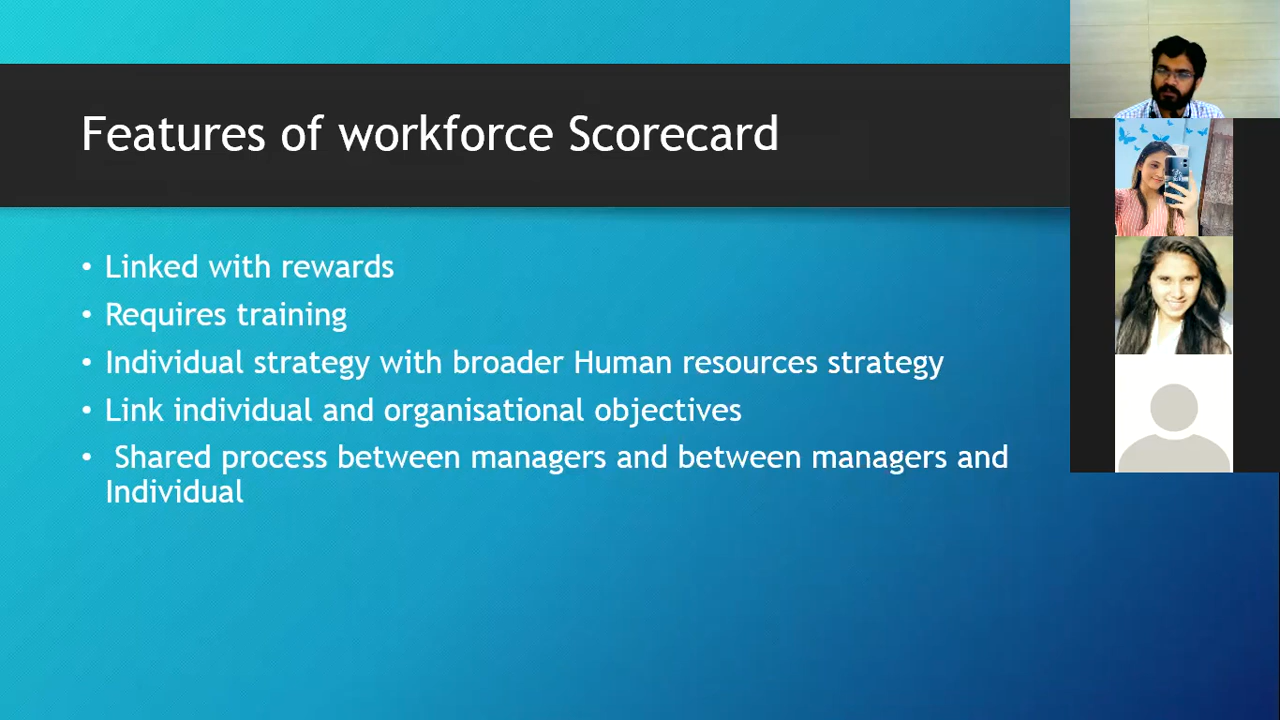 Features of workforce Scorecard
• Linked with rewards
• Requires training
• Individual strategy with broader Human resources strategy
• Link individual and organisational objectives
• Shared process between managers and between managers and
Individual